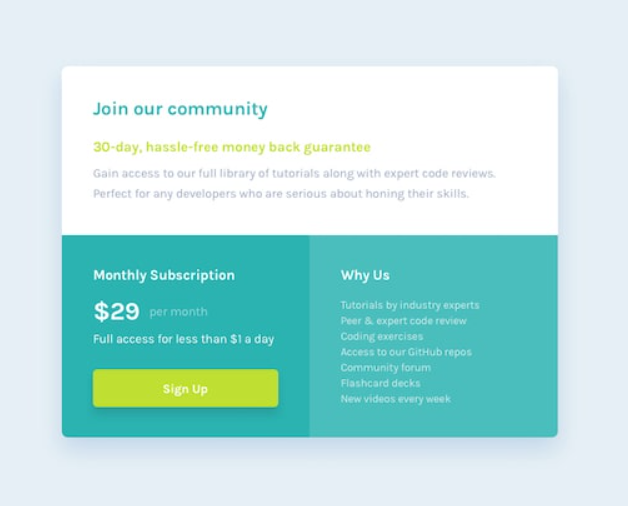 Join our community
30-day, hassle-free money back guarantee
Gain access to our full library of tutorials along with expert code reviews.
Perfect for any developers who are serious about honing their skills.
Monthly Subscription
$29 per month
Full access for less than $1 a day
Sign Up
Why Us
Tutorials by industry experts
Peer & expert code review
Coding exercises
Access to our GitHub repos
Community forum
Flashcard decks
New videos every week